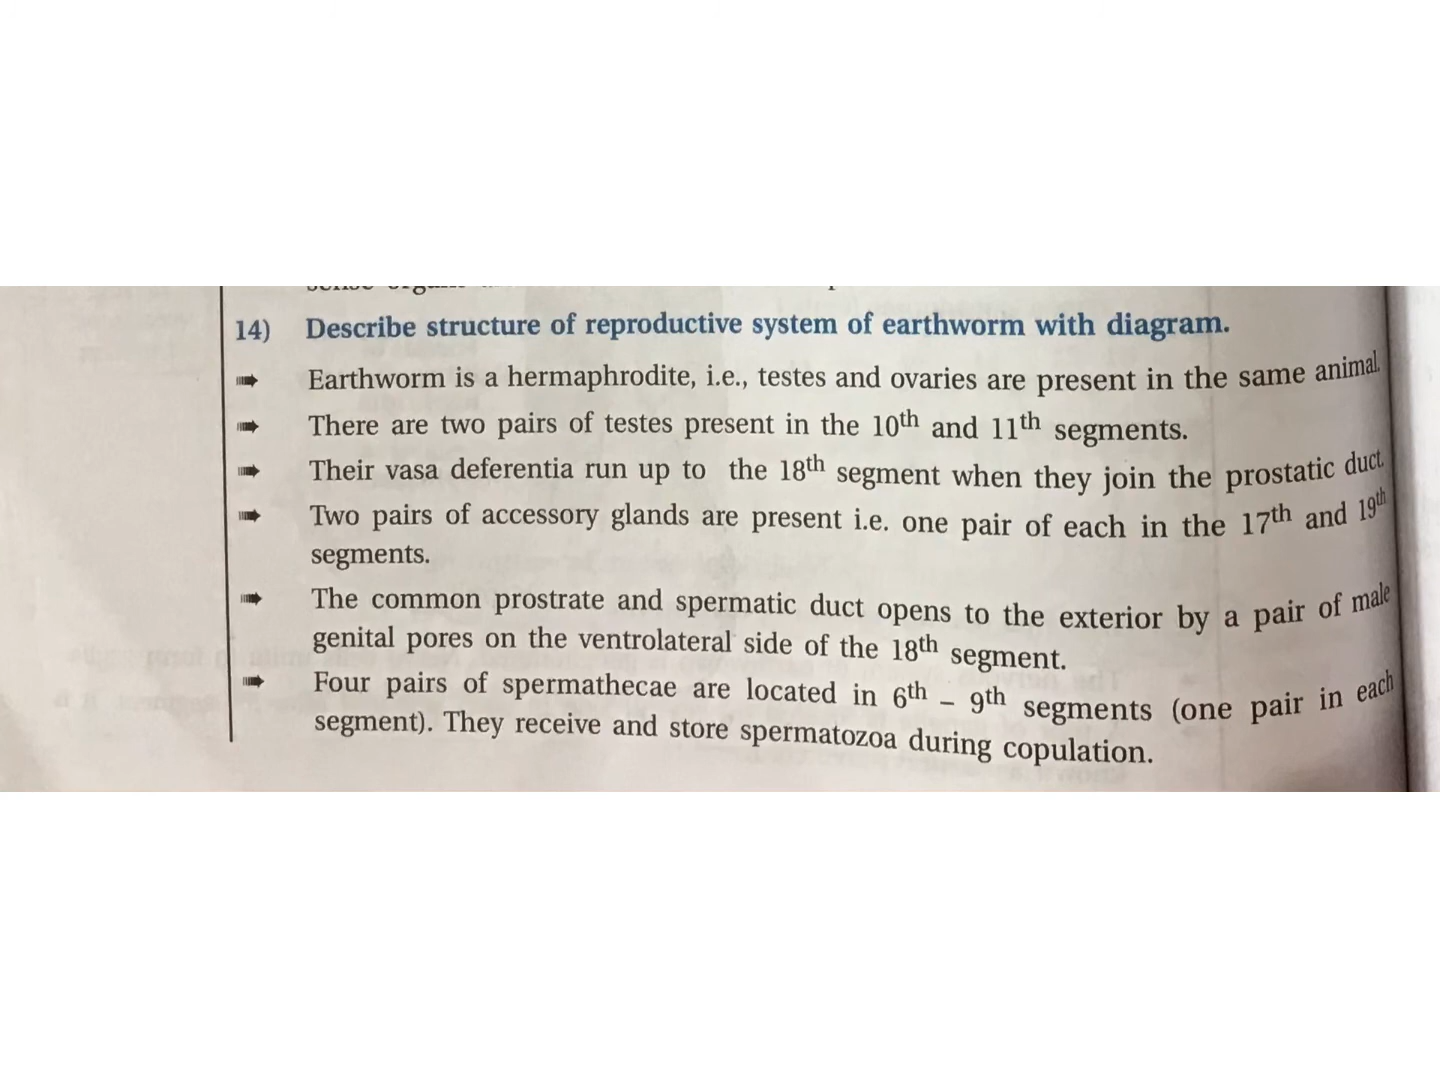 14) Describe structure of reproductive system of earthworm with diagram.
Earthworm is a hermaphrodite, i.e., testes and ovaries are present in the same animal.
There are two pairs of testes present in the 10th and 11th segments.
Their vasa deferentia run up to the 18th segment when they join the prostatic duct.
Two pairs of accessory glands are present i.e. one pair of each in the 17th and 19th
segments.
The common prostrate and spermatic duct opens to the exterior by a pair of male
genital pores on the ventrolateral side of the 18th segment.
Four pairs of spermathecae are located in 6th – 9th segments (one pair in each
segment). They receive and store spermatozoa during copulation.